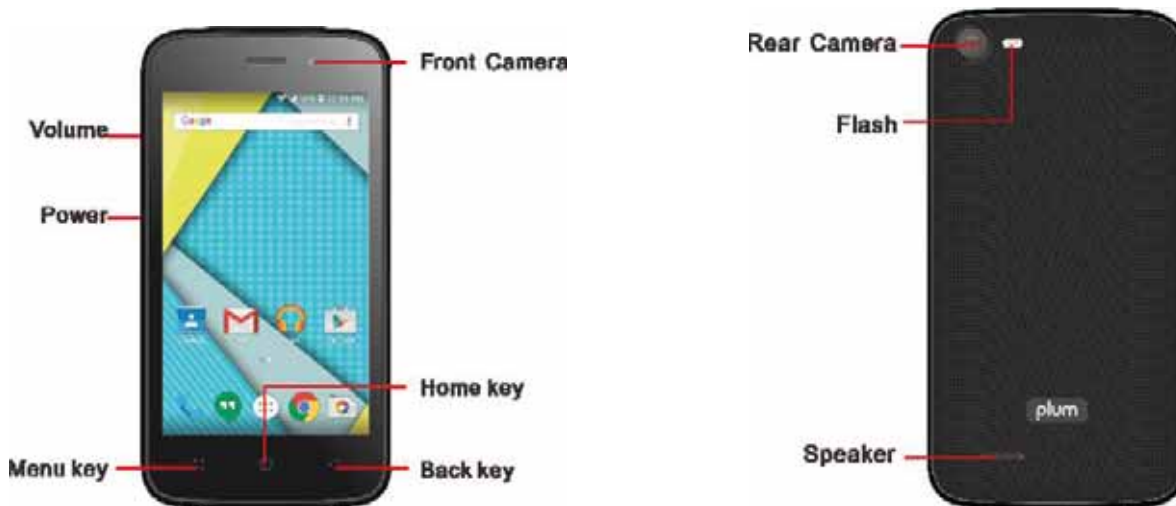 Front Camera
Volume
Google
Power
Home key
Menu key
Back key
Rear Camera
Flash
plum
Speaker